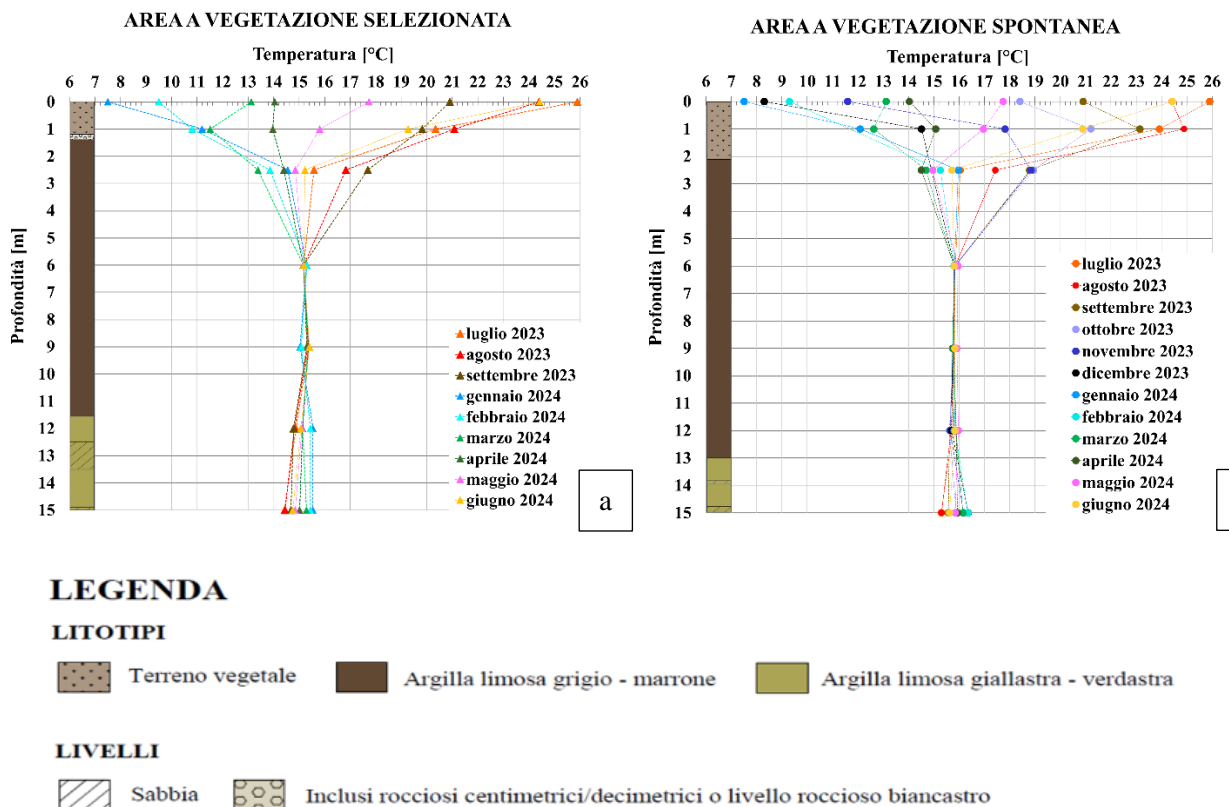 AREA A VEGETAZIONE SELEZIONATA
Temperatura [°C]
6 7 8 9 10 11 12 13 14 15 16 17 18 19 20 21 22 23 24 25 26
Profondità [m]
0
1
2
3
4
5
6
7
8
9
10
11
12
13
14
15
luglio 2023
agosto 2023
settembre 2023
gennaio 2024
febbraio 2024
marzo 2024
aprile 2024
maggio 2024
giugno 2024
a
AREA A VEGETAZIONE SPONTANEA
Temperatura [°C]
6 7 8 9 10 11 12 13 14 15 16 17 18 19 20 21 22 23 24 25 26
Profondità [m]
0
1
2
3
4
5
6
7
8
9
10
11
12
13
14
15
luglio 2023
agosto 2023
settembre 2023
ottobre 2023
novembre 2023
dicembre 2023
gennaio 2024
febbraio 2024
marzo 2024
aprile 2024
maggio 2024
giugno 2024
LEGENDA
LITOTIPI
Terreno vegetale Argilla limosa grigio - marrone Argilla limosa giallastra - verdastra
LIVELLI
Sabbia Inclusi rocciosi centimetrici/decimetrici o livello roccioso biancastro